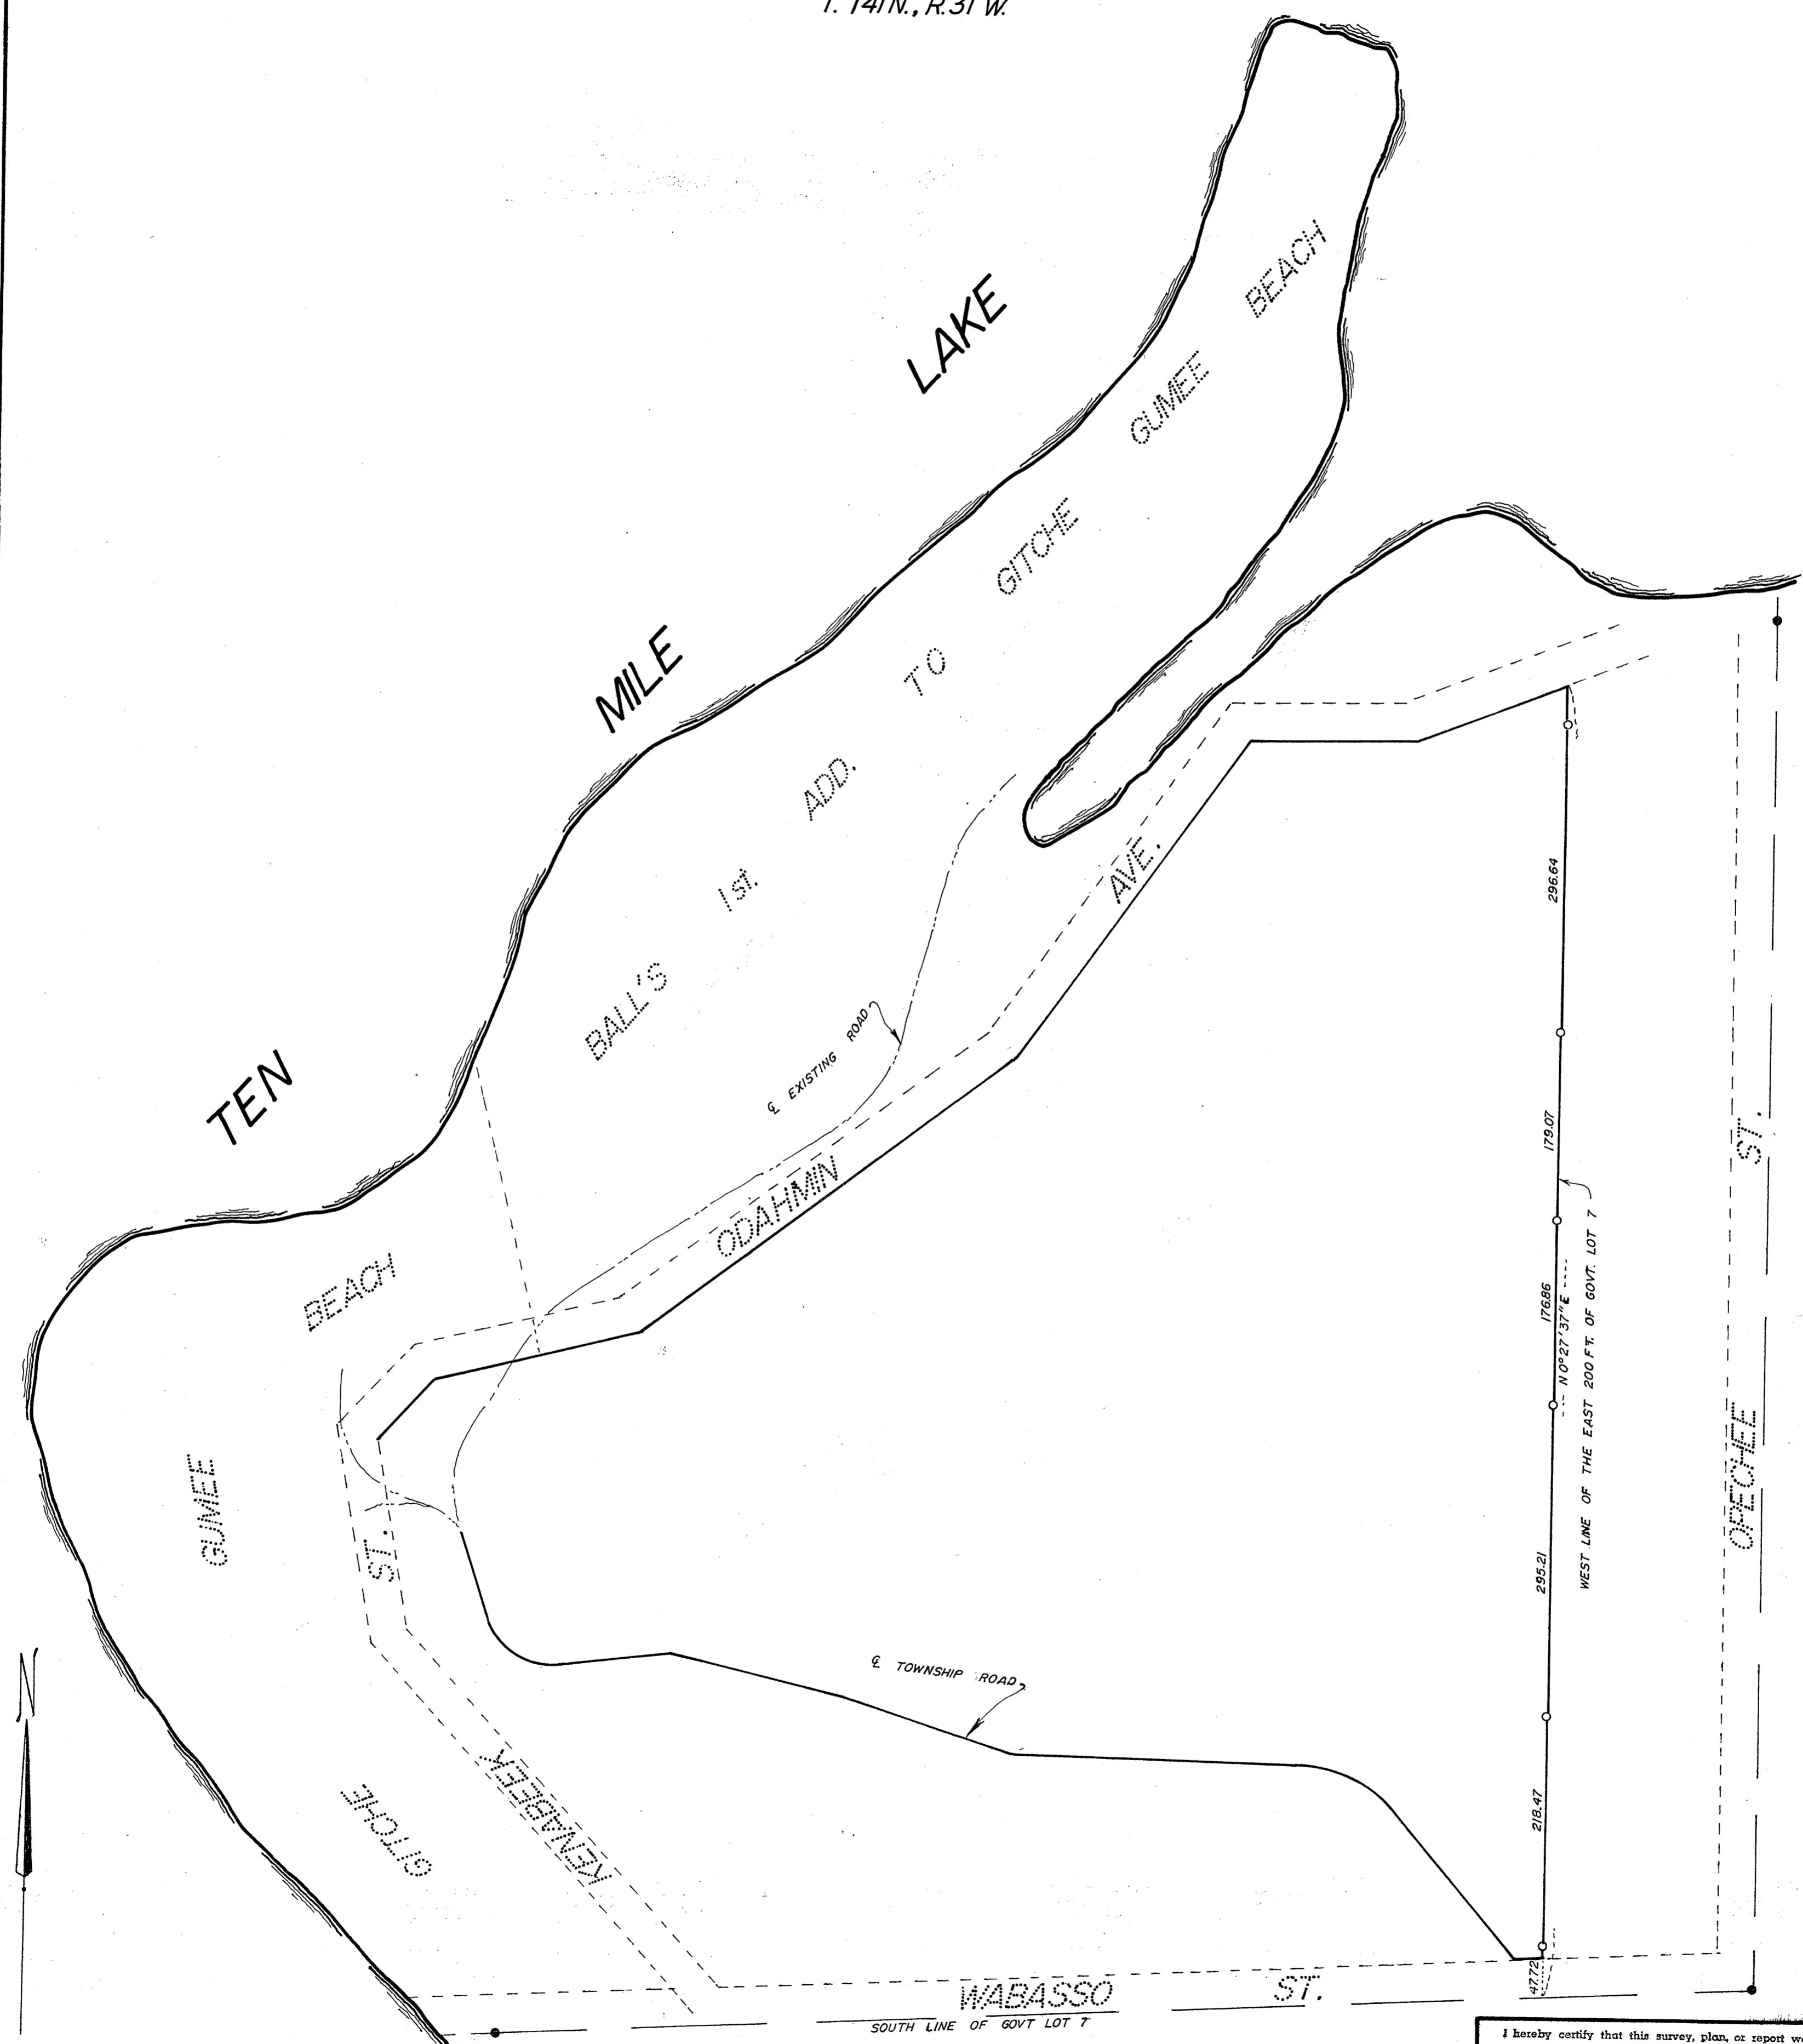 T. 141 N., R. 31 W.
TEN MILE LAKE
BALL'S 1st. ADD. TO GITCHE GUMEE BEACH
GITCHE GUMEE BEACH
℄ EXISTING ROAD
ODAHMIN AVE.
KENABEEK ST.
℄ TOWNSHIP ROAD
296.64
179.07
176.86
N 0°27'37" E
295.21
218.47
47.72
WEST LINE OF THE EAST 200 FT. OF GOVT. LOT 7
OPECHEE ST.
WABASSO ST.
SOUTH LINE OF GOVT LOT 7
N
I hereby certify that this survey, plan, or report